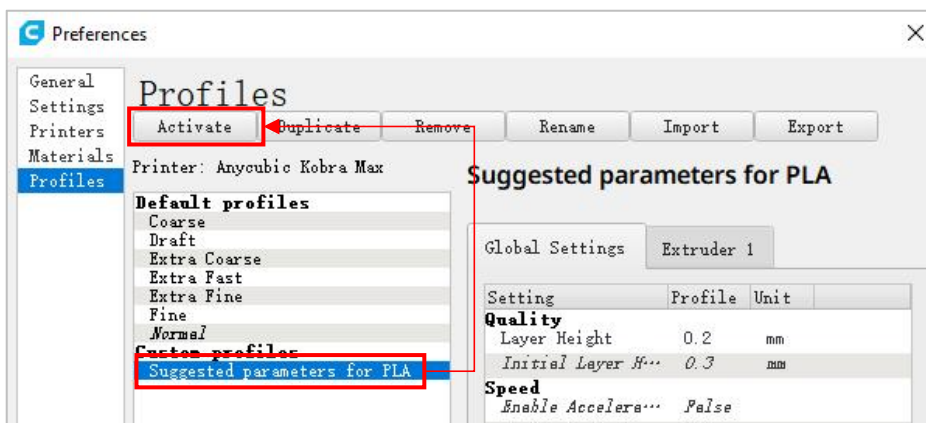 Preferences
General
Settings
Printers
Materials
Profiles
Profiles
Activate Duplicate Remove Rename Import Export
Printer: Anycubic Kobra Max
Default profiles
Coarse
Draft
Extra Coarse
Extra Fast
Extra Fine
Fine
Normal
Custom profiles
Suggested parameters for PLA
Suggested parameters for PLA
Global Settings Extruder 1
Setting Profile Unit
Quality
Layer Height 0.2 mm
Initial Layer H... 0.3 mm
Speed
Enable Accelera... False